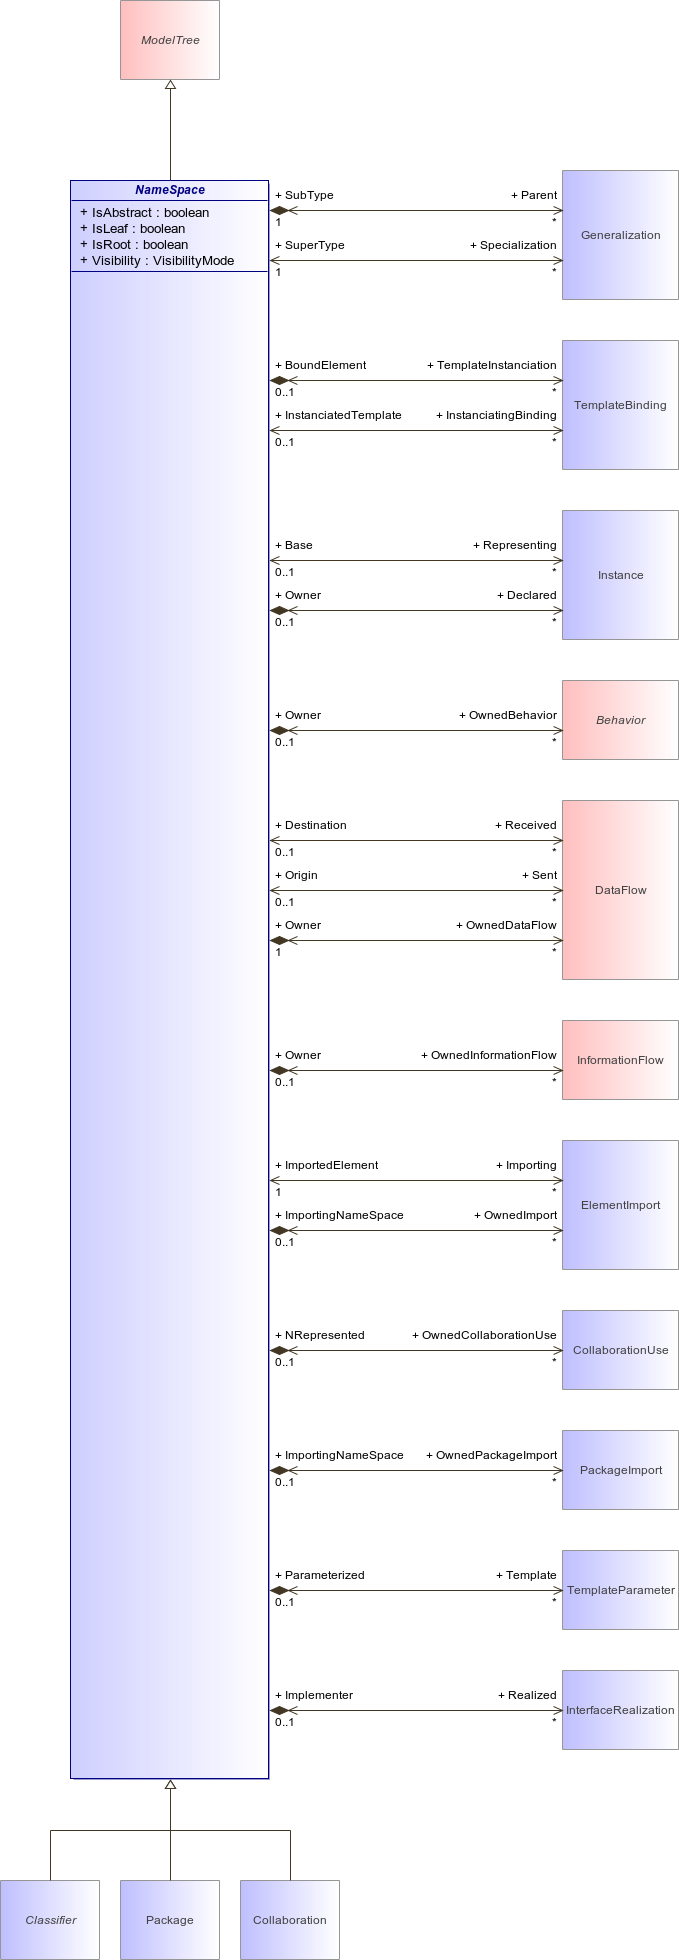 ModelTree
NameSpace
+ IsAbstract : boolean
+ IsLeaf : boolean
+ IsRoot : boolean
+ Visibility : VisibilityMode
+ SubType + Parent
1 *
+ SuperType + Specialization
1 *
Generalization
+ BoundElement + TemplateInstanciation
0..1 *
+ InstanciatedTemplate + InstanciatingBinding
0..1 *
TemplateBinding
+ Base + Representing
0..1 *
+ Owner + Declared
0..1 *
Instance
+ Owner + OwnedBehavior
0..1 *
Behavior
+ Destination + Received
0..1 *
+ Origin + Sent
0..1 *
+ Owner + OwnedDataFlow
1 *
DataFlow
+ Owner + OwnedInformationFlow
0..1 *
InformationFlow
+ ImportedElement + Importing
1 *
+ ImportingNameSpace + OwnedImport
0..1 *
ElementImport
+ NRepresented + OwnedCollaborationUse
0..1 *
CollaborationUse
+ ImportingNameSpace + OwnedPackageImport
0..1 *
PackageImport
+ Parameterized + Template
0..1 *
TemplateParameter
+ Implementer + Realized
0..1 *
InterfaceRealization
Classifier
Package
Collaboration